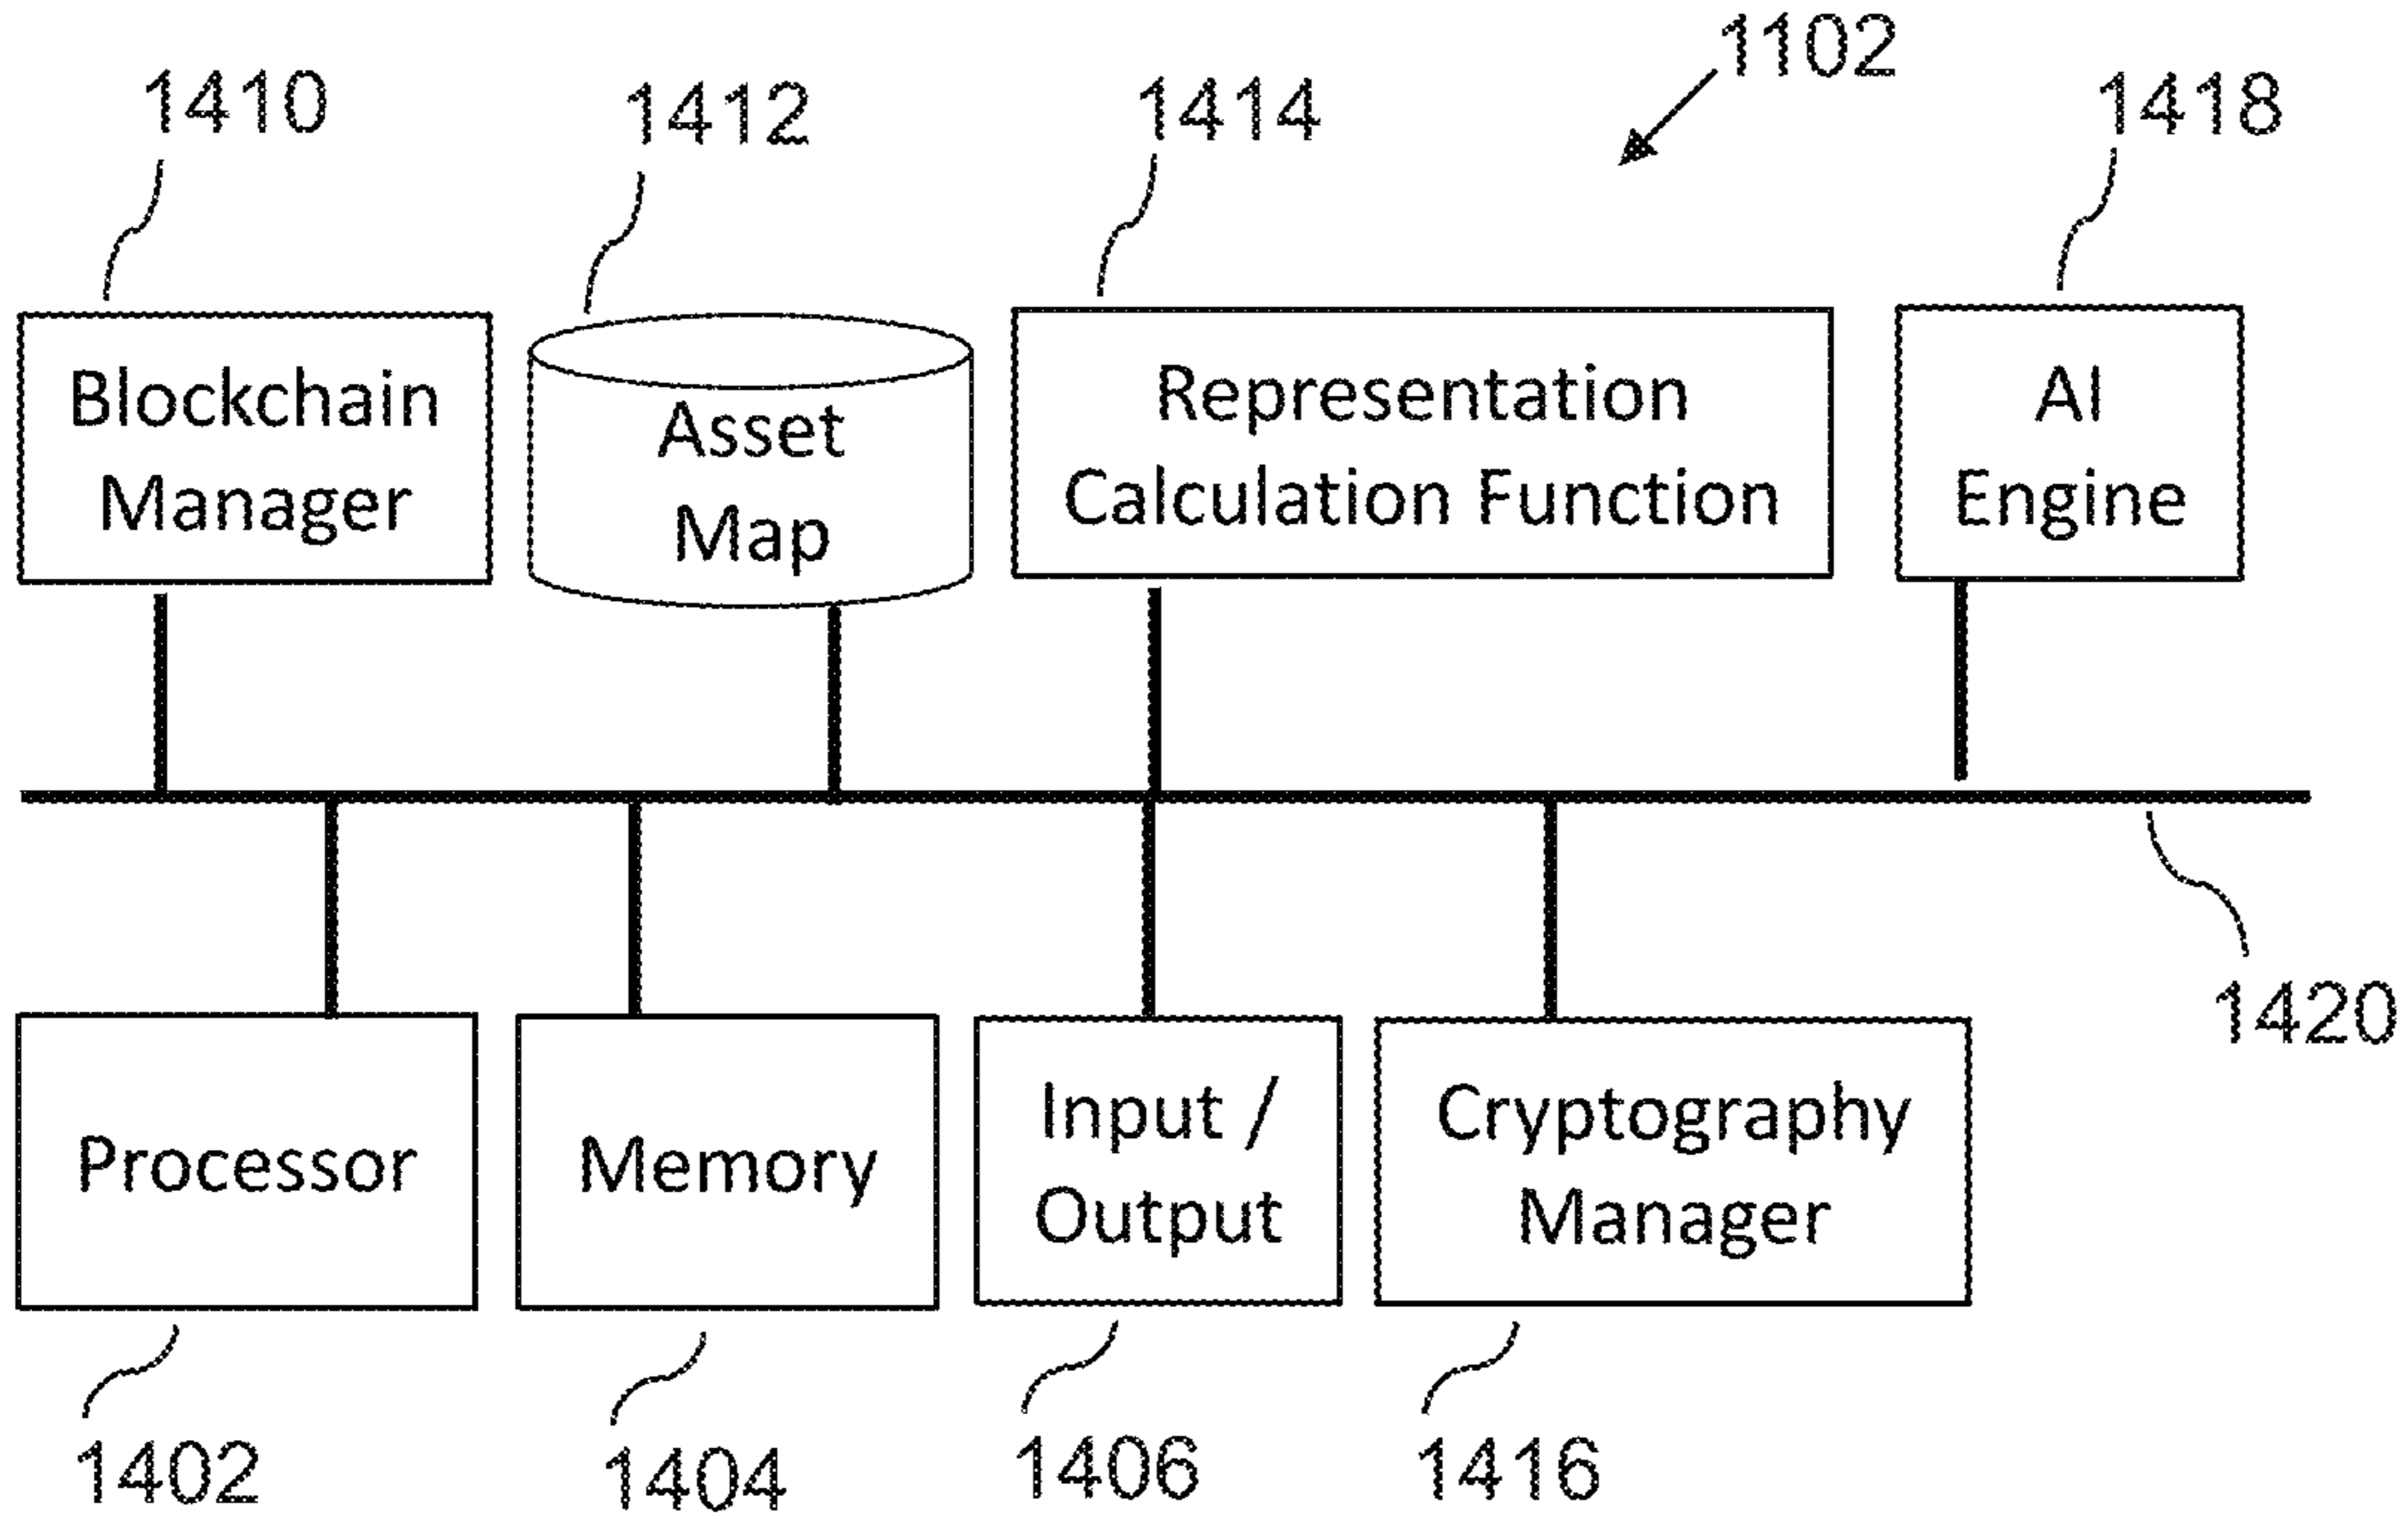 1102
1410
1412
1414
1418
Blockchain
Manager
Asset
Map
Representation
Calculation Function
AI
Engine
1420
Processor
Memory
Input /
Output
Cryptography
Manager
1402
1404
1406
1416